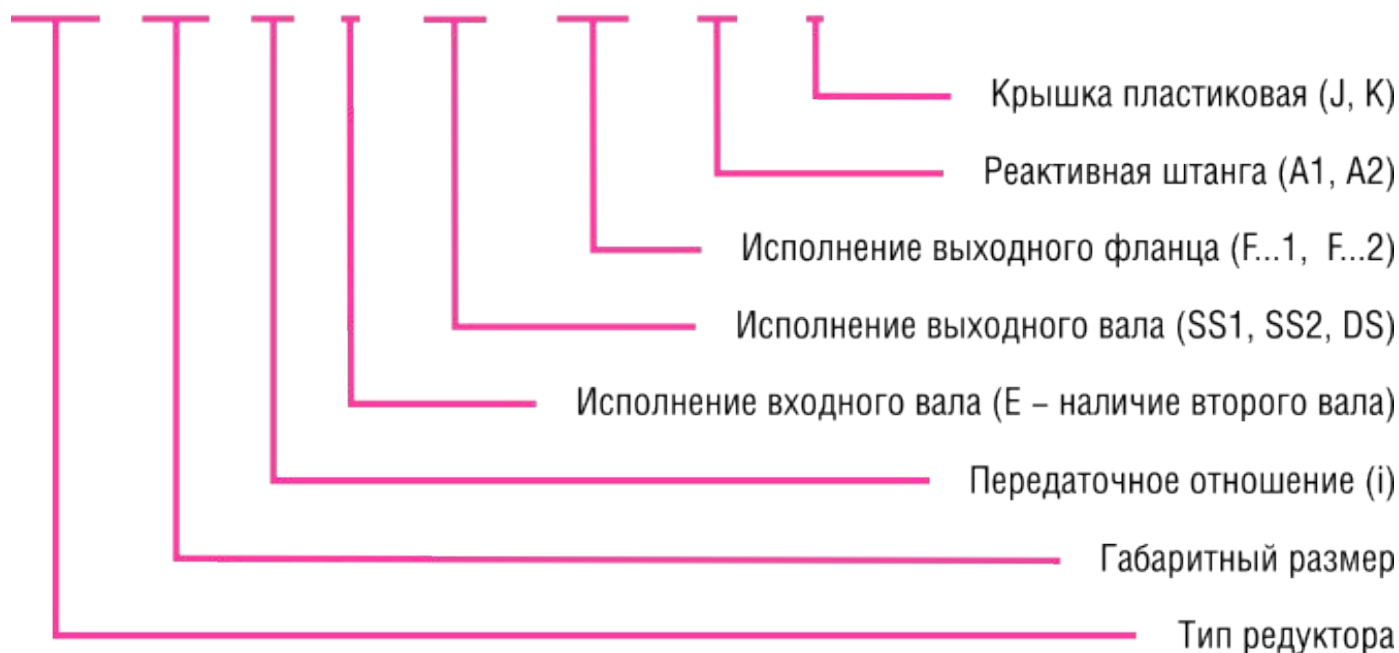 Крышка пластиковая (J, K)
Реактивная штанга (A1, A2)
Исполнение выходного фланца (F...1, F...2)
Исполнение выходного вала (SS1, SS2, DS)
Исполнение входного вала (E – наличие второго вала)
Передаточное отношение (i)
Габаритный размер
Тип редуктора